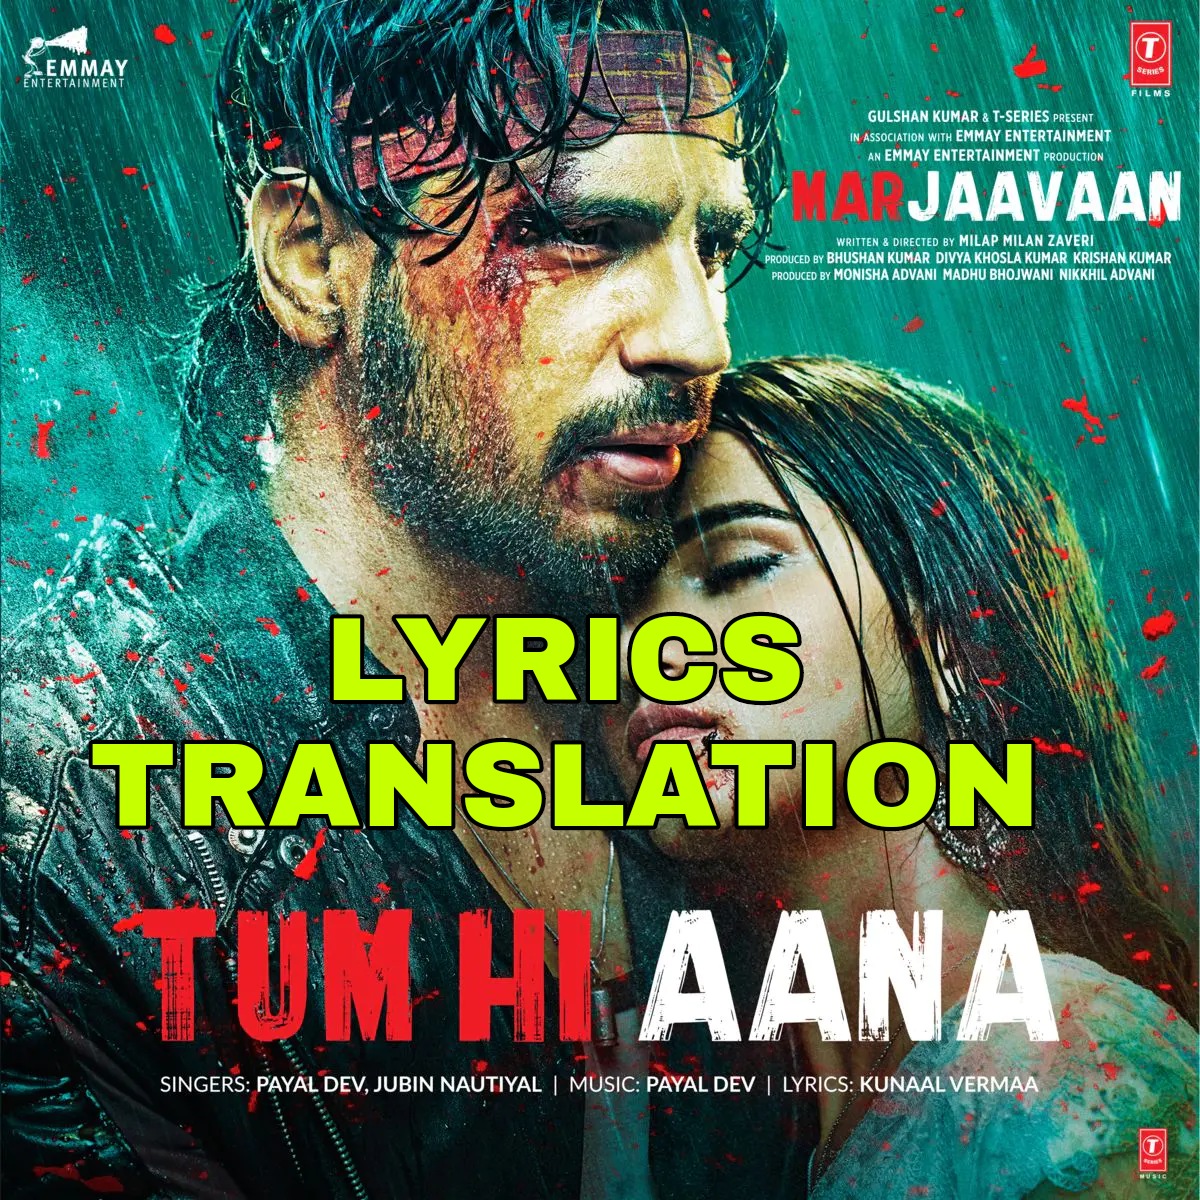 EMMAY
ENTERTAINMENT
T
SERIES
FILMS
GULSHAN KUMAR & T-SERIES PRESENT
IN ASSOCIATION WITH EMMAY ENTERTAINMENT
AN EMMAY ENTERTAINMENT PRODUCTION
MARJAAVAAN
WRITTEN & DIRECTED BY MILAP MILAN ZAVERI
PRODUCED BY BHUSHAN KUMAR DIVYA KHOSLA KUMAR KRISHAN KUMAR
PRODUCED BY MONISHA ADVANI MADHU BHOJWANI NIKKHIL ADVANI
LYRICS
TRANSLATION
TUM HI AANA
SINGERS: PAYAL DEV, JUBIN NAUTIYAL | MUSIC: PAYAL DEV | LYRICS: KUNAAL VERMAA
T
SERIES
MUSIC